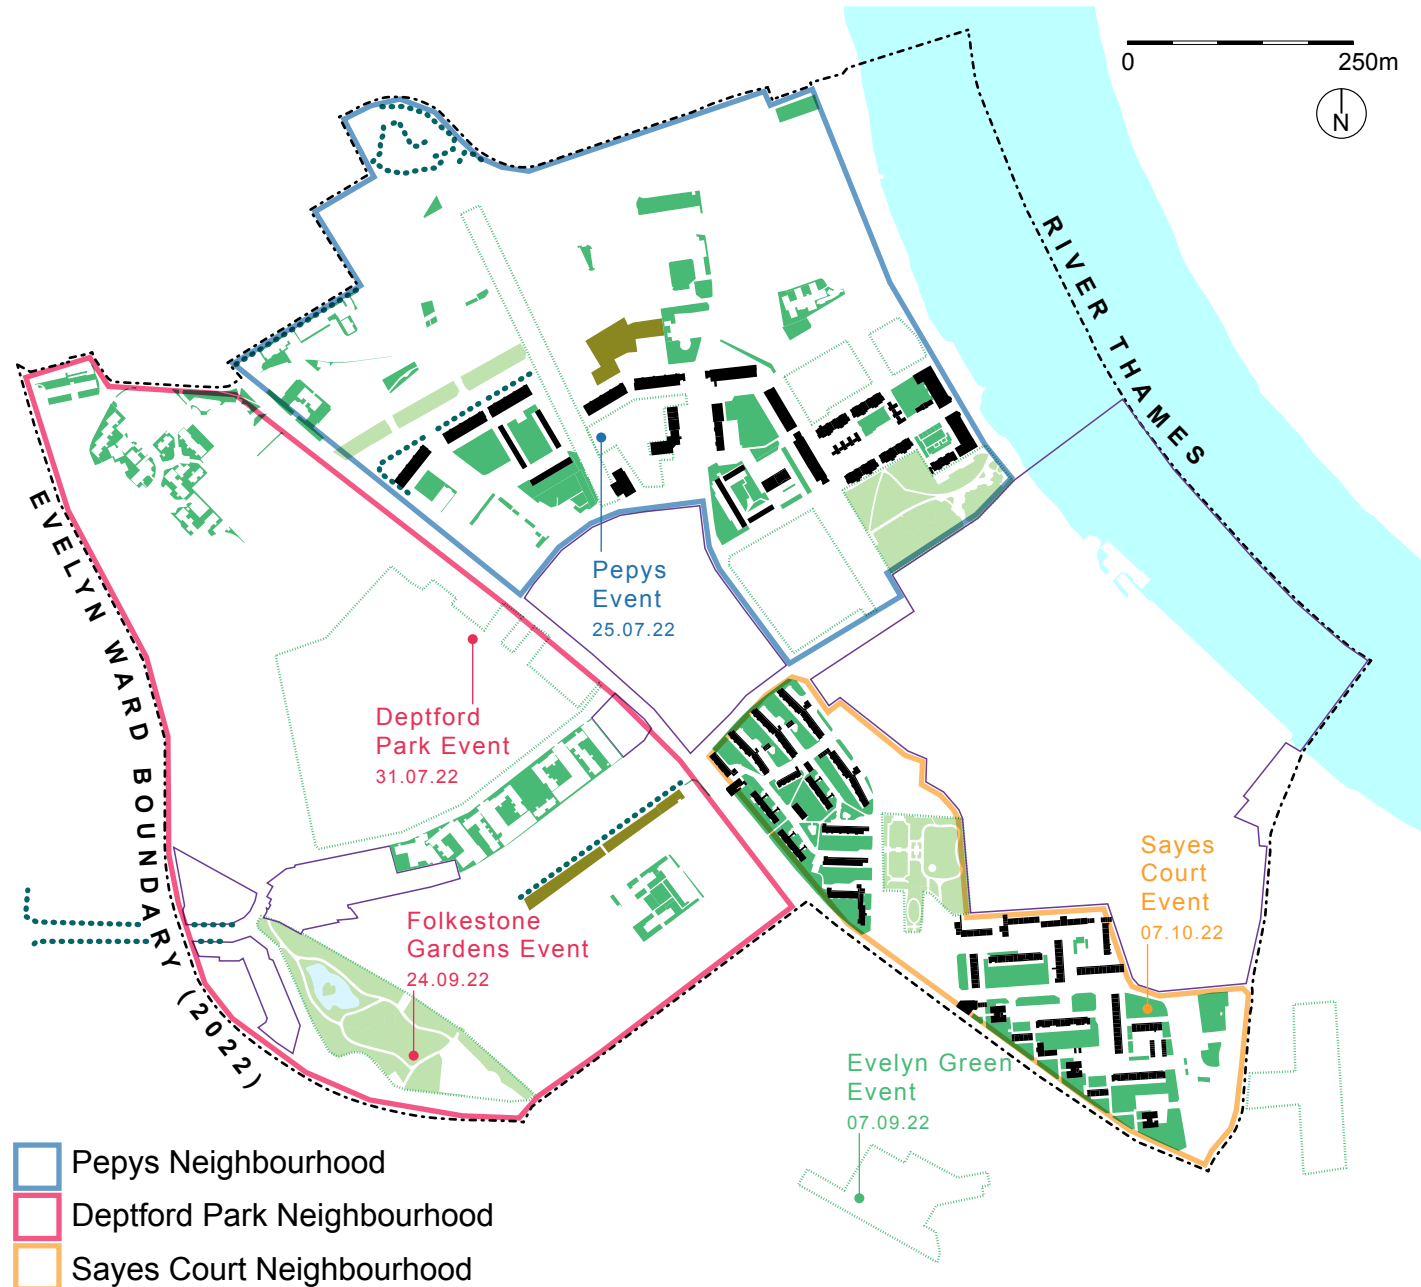 0 250m
N
RIVER THAMES
EVELYN WARD BOUNDARY (2022)
Pepys
Event
25.07.22
Deptford
Park Event
31.07.22
Folkestone
Gardens Event
24.09.22
Sayes
Court
Event
07.10.22
Evelyn Green
Event
07.09.22
Pepys Neighbourhood
Deptford Park Neighbourhood
Sayes Court Neighbourhood